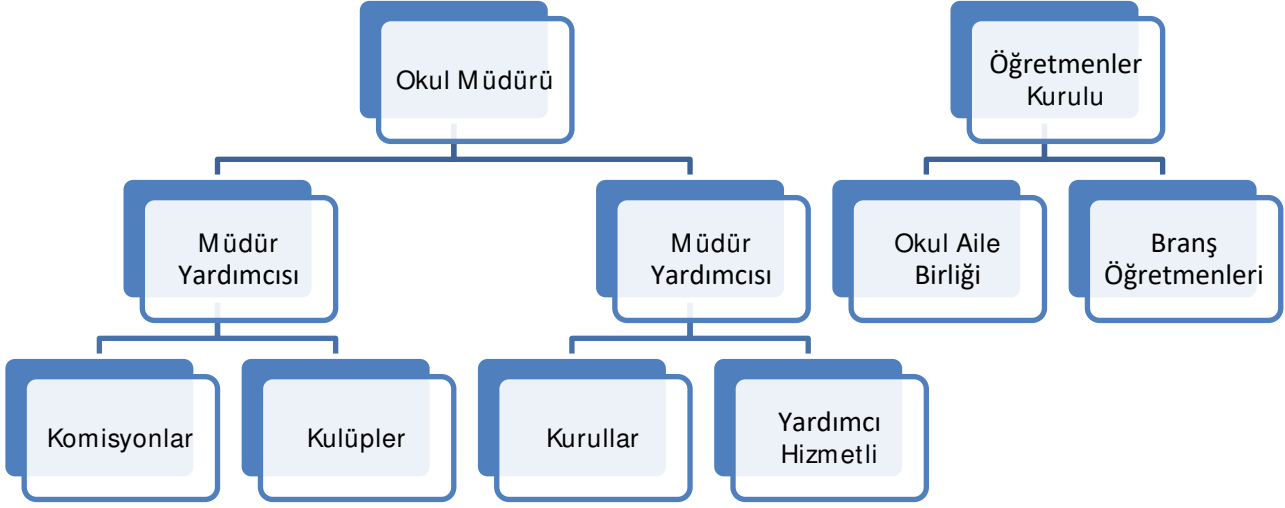 Okul Müdürü
Öğretmenler
Kurulu
Müdür
Yardımcısı
Müdür
Yardımcısı
Okul Aile
Birliği
Branş
Öğretmenleri
Komisyonlar
Kulüpler
Kurullar
Yardımcı
Hizmetli